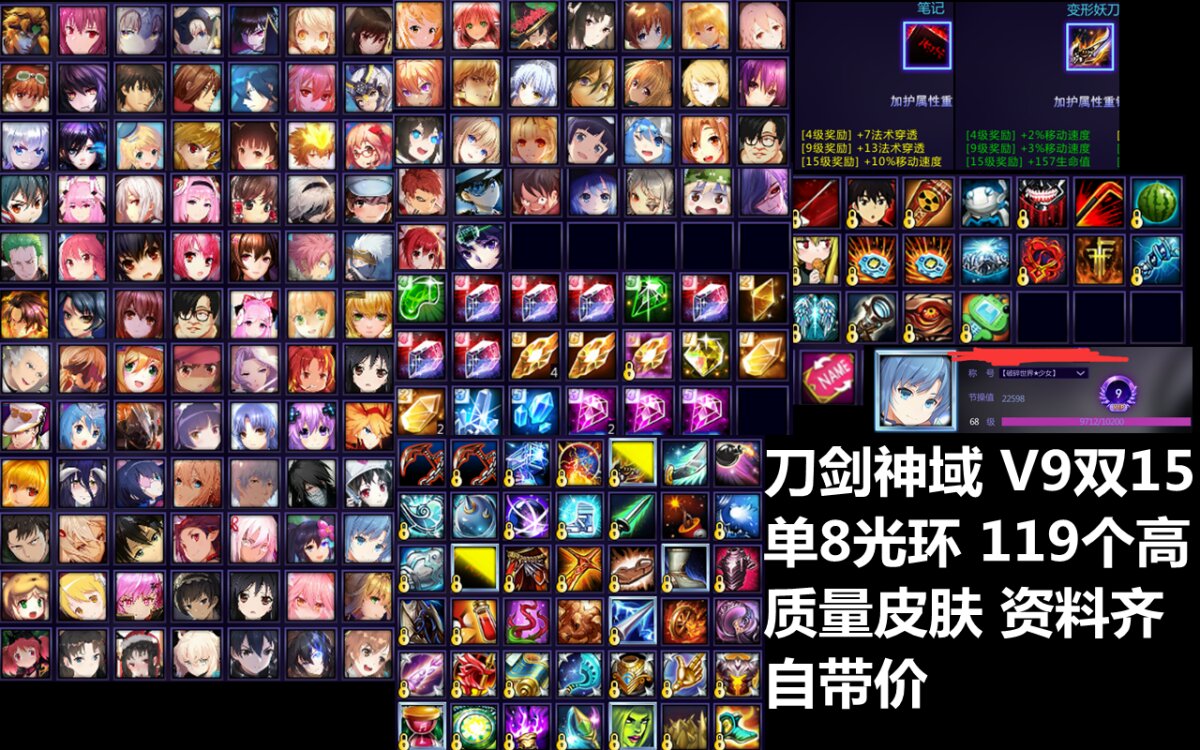 笔记
变形妖刀
加护属性重
加护属性重
[4级奖励] +7法术穿透
[9级奖励] +13法术穿透
[15级奖励] +10%移动速度
[4级奖励] +2%移动速度
[9级奖励] +3%移动速度
[15级奖励] +157生命值
NAME
称 号 【破碎世界★少女】
节操值 22598
9
VIP
68 级
9712/10200
4
2
2
刀剑神域 V9双15
单8光环 119个高
质量皮肤 资料齐
自带价